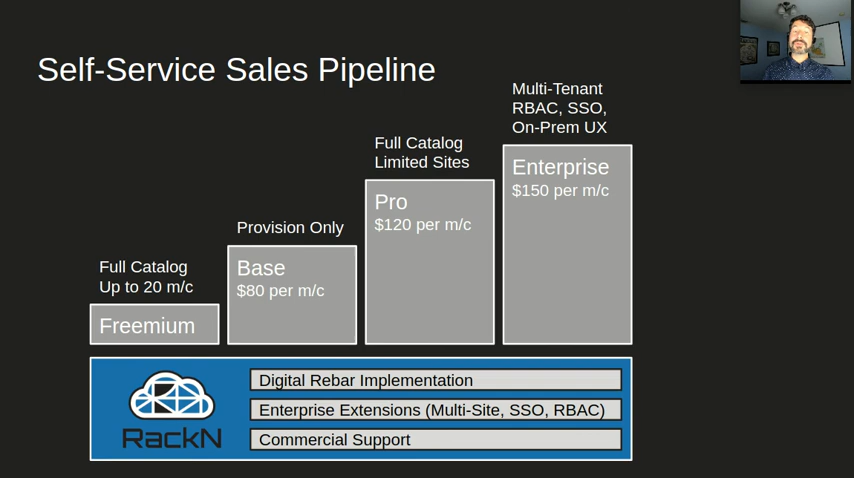 Self-Service Sales Pipeline
Full Catalog
Up to 20 m/c
Freemium
Provision Only
Base
$80 per m/c
Full Catalog
Limited Sites
Pro
$120 per m/c
Multi-Tenant
RBAC, SSO,
On-Prem UX
Enterprise
$150 per m/c
RackN
Digital Rebar Implementation
Enterprise Extensions (Multi-Site, SSO, RBAC)
Commercial Support